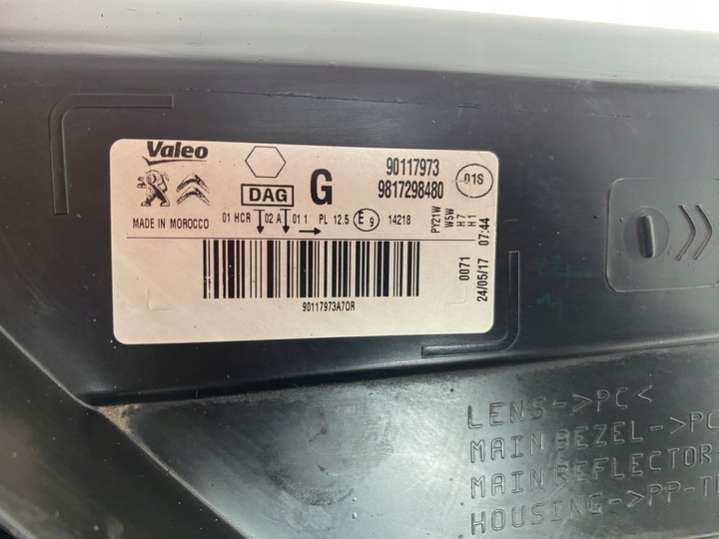 Valeo
90117973
9817298480
01S
DAG
G
MADE IN MOROCCO
01 HCR 02 A 01 1 PL 12.5 E9 14218
PY21W
W5W
H7
H1
0071
24/05/17 07:44
90117973A70R
LENS->PC<
MAIN BEZEL->PC
MAIN REFLECTOR
HOUSING->PP-T